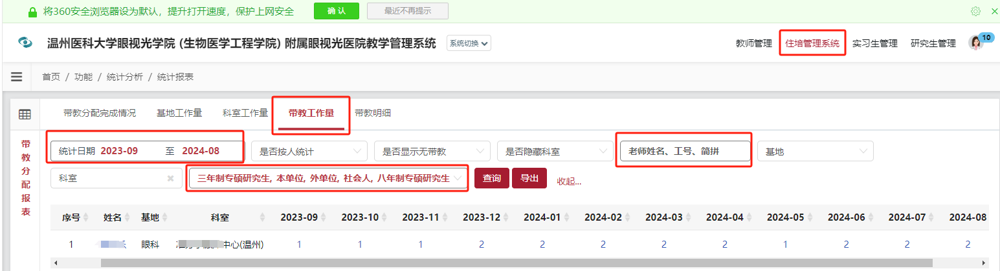 将360安全浏览器设为默认，提升打开速度，保护上网安全 确 认 最近不再提示
温州医科大学眼视光学院 (生物医学工程学院) 附属眼视光医院教学管理系统 系统切换 教师管理 住培管理系统 实习生管理 研究生管理 10
首页 / 功能 / 统计分析 / 统计报表
带教分配完成情况 基地工作量 科室工作量 带教工作量 带教明细
带教分配报表
统计日期 2023-09 至 2024-08 是否按人统计 是否显示无带教 是否隐藏科室 老师姓名、工号、简拼 基地
科室 三年制专硕研究生, 本单位, 外单位, 社会人, 八年制专硕研究生 查询 导出 收起...
序号 姓名 基地 科室 2023-09 2023-10 2023-11 2023-12 2024-01 2024-02 2024-03 2024-04 2024-05 2024-06 2024-07 2024-08
1 眼科 中心(温州) 1 1 1 2 2 2 2 2 1 2 2 2